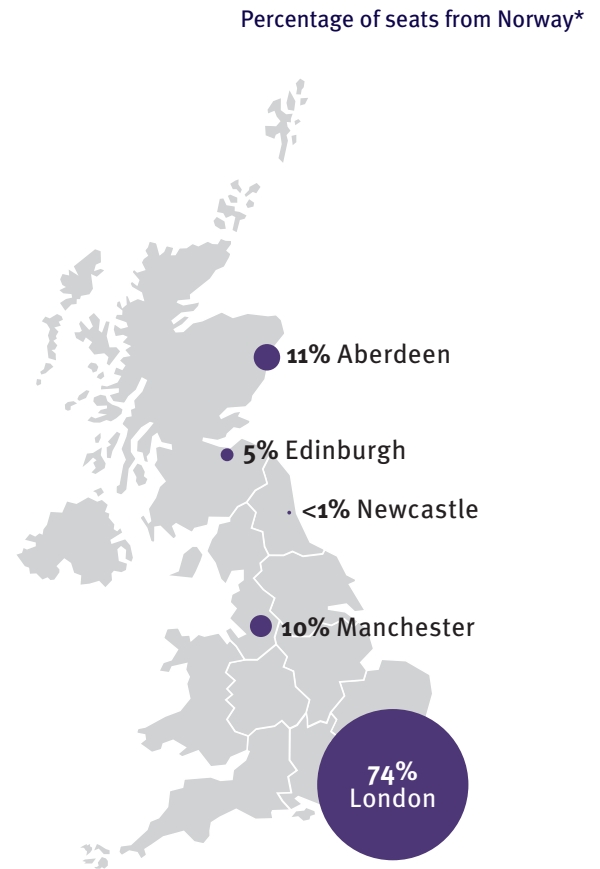 Percentage of seats from Norway*
11% Aberdeen
5% Edinburgh
<1% Newcastle
10% Manchester
74%
London